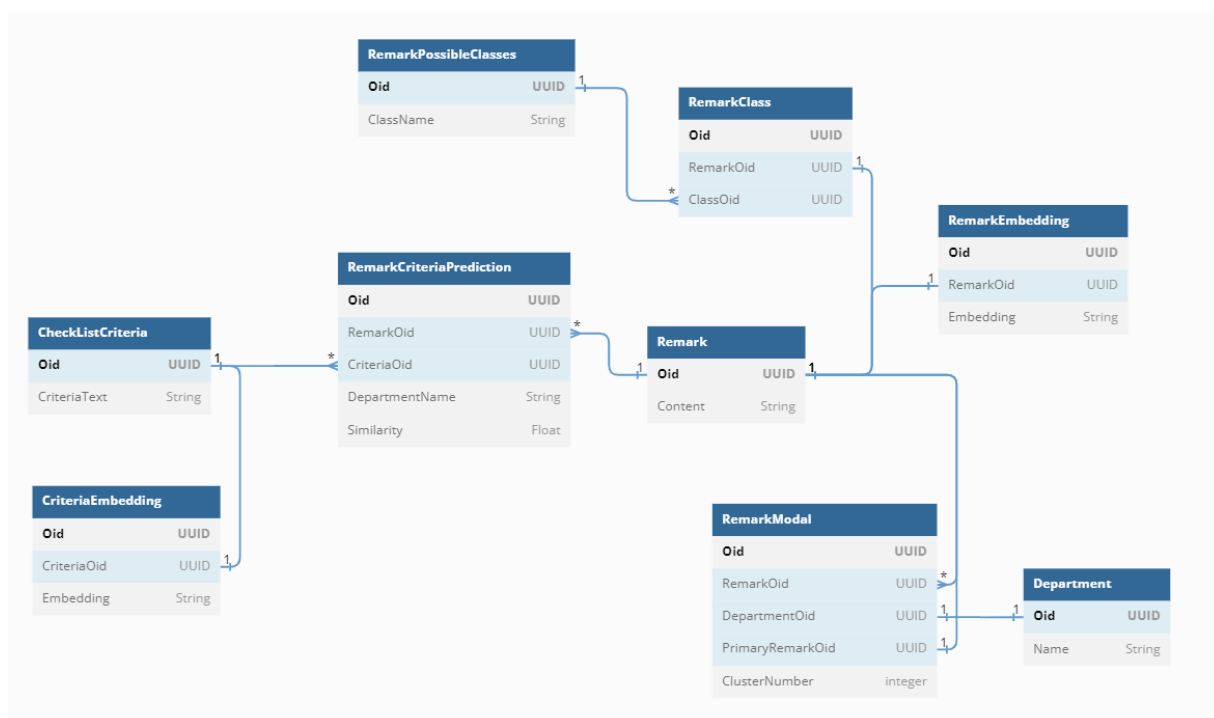 RemarkPossibleClasses
Oid UUID 1
ClassName String
RemarkClass
Oid UUID
RemarkOid UUID 1
* ClassOid UUID
RemarkEmbedding
Oid UUID
1 RemarkOid UUID
Embedding String
RemarkCriteriaPrediction
Oid UUID
RemarkOid UUID *
* CriteriaOid UUID
DepartmentName String
Similarity Float
CheckListCriteria
Oid UUID 1
CriteriaText String
Remark
1 Oid UUID 1
Content String
CriteriaEmbedding
Oid UUID
CriteriaOid UUID 1
Embedding String
RemarkModal
Oid UUID
RemarkOid UUID *
DepartmentOid UUID 1
PrimaryRemarkOid UUID 1
ClusterNumber integer
Department
1 Oid UUID
Name String